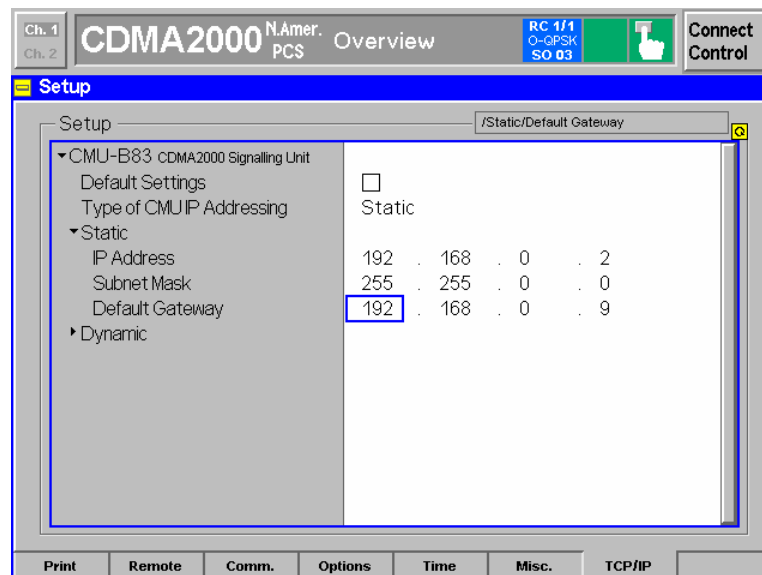 Ch. 1
Ch. 2
CDMA2000 N.Amer. PCS Overview
RC 1/1
O-QPSK
SO 03
Connect Control
Setup
Setup /Static/Default Gateway
CMU-B83 CDMA2000 Signalling Unit
Default Settings
Type of CMU IP Addressing Static
Static
IP Address 192 . 168 . 0 . 2
Subnet Mask 255 . 255 . 0 . 0
Default Gateway 192 . 168 . 0 . 9
Dynamic
Print Remote Comm. Options Time Misc. TCP/IP